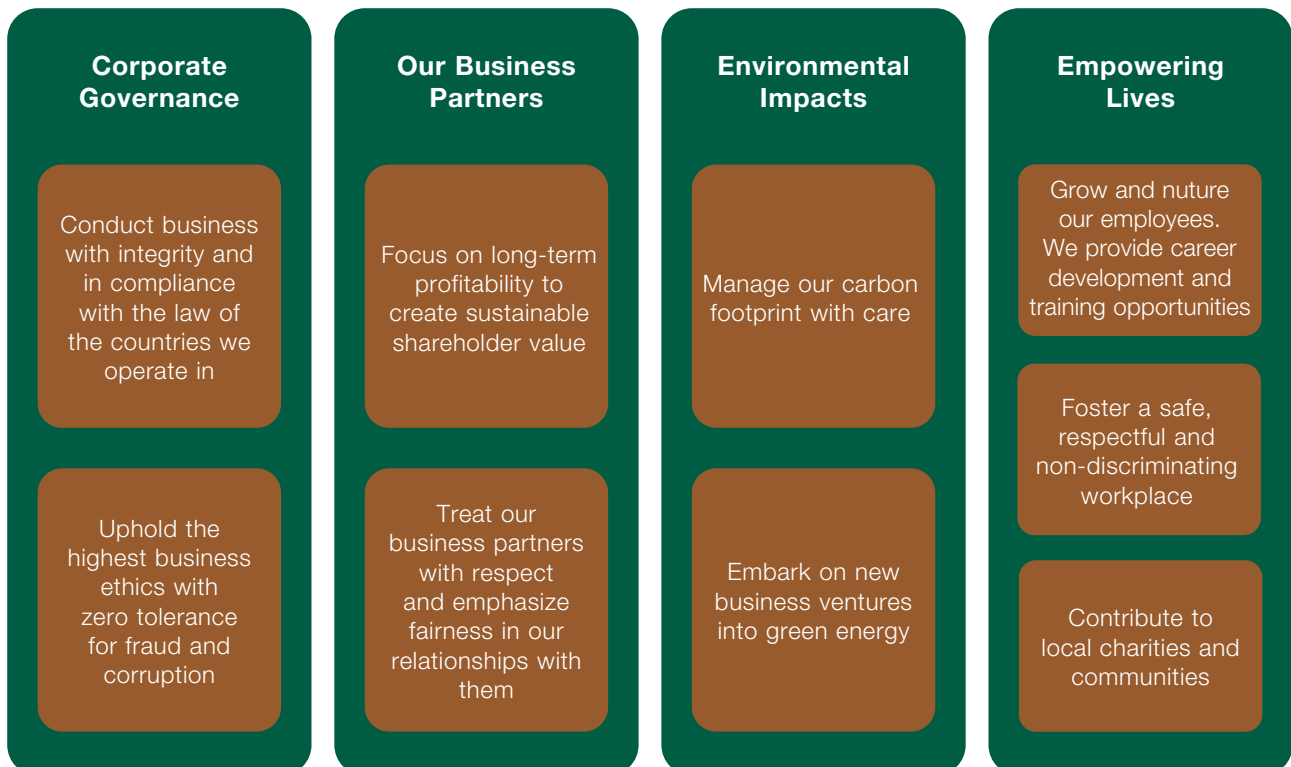 Corporate
Governance
Conduct business
with integrity and
in compliance
with the law of
the countries we
operate in
Uphold the
highest business
ethics with
zero tolerance
for fraud and
corruption
Our Business
Partners
Focus on long-term
profitability to
create sustainable
shareholder value
Treat our
business partners
with respect
and emphasize
fairness in our
relationships with
them
Environmental
Impacts
Manage our carbon
footprint with care
Embark on new
business ventures
into green energy
Empowering
Lives
Grow and nuture
our employees.
We provide career
development and
training opportunities
Foster a safe,
respectful and
non-discriminating
workplace
Contribute to
local charities and
communities